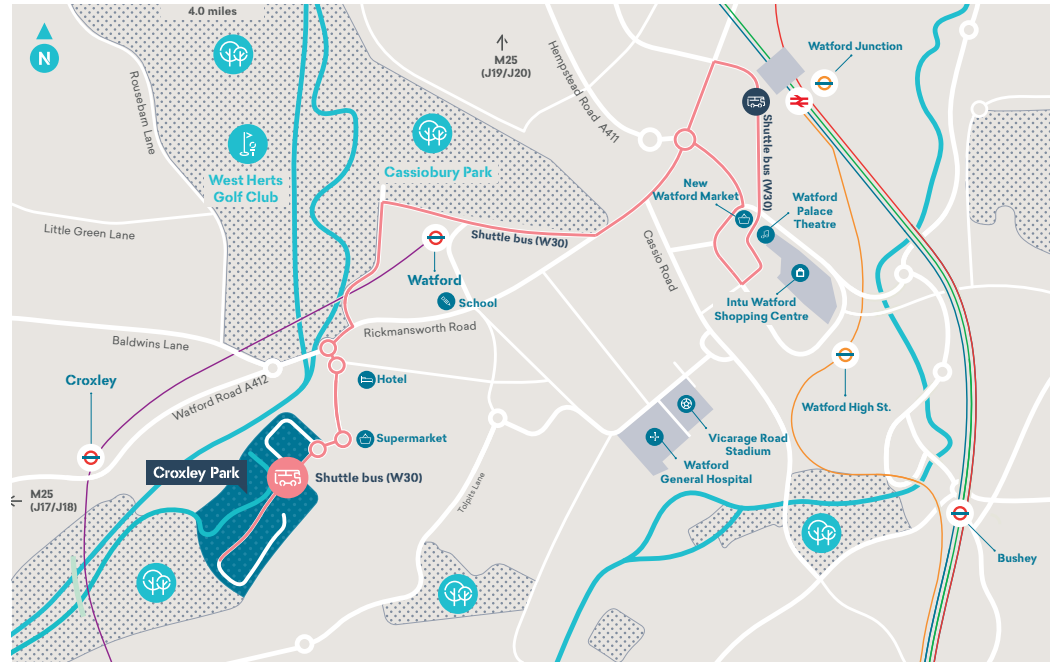 4.0 miles
N
M25
(J19/J20)
Hempstead Road A411
Watford Junction
Rousebarn Lane
Shuttle bus (W30)
West Herts
Golf Club
Cassiobury Park
New
Watford Market
Watford
Palace
Theatre
Little Green Lane
Shuttle bus (W30)
Cassio Road
Watford
School
Intu Watford
Shopping Centre
Rickmansworth Road
Baldwins Lane
Croxley
Watford Road A412
Hotel
Watford High St.
Supermarket
Vicarage Road
Stadium
Croxley Park
Shuttle bus (W30)
Watford
General Hospital
M25
(J17/J18)
Tolpits Lane
Bushey